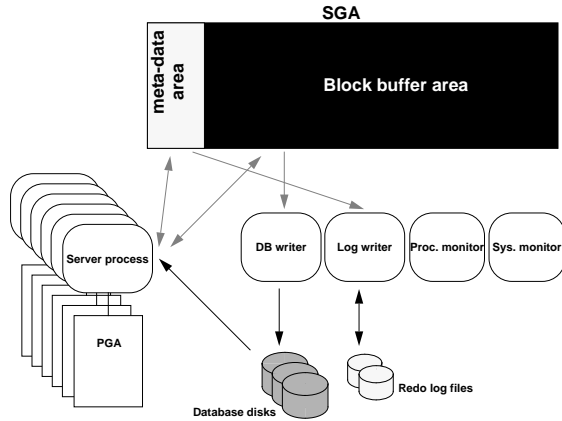 SGA
meta-data
area
Block buffer area
Server process
DB writer
Log writer
Proc. monitor
Sys. monitor
PGA
Database disks
Redo log files